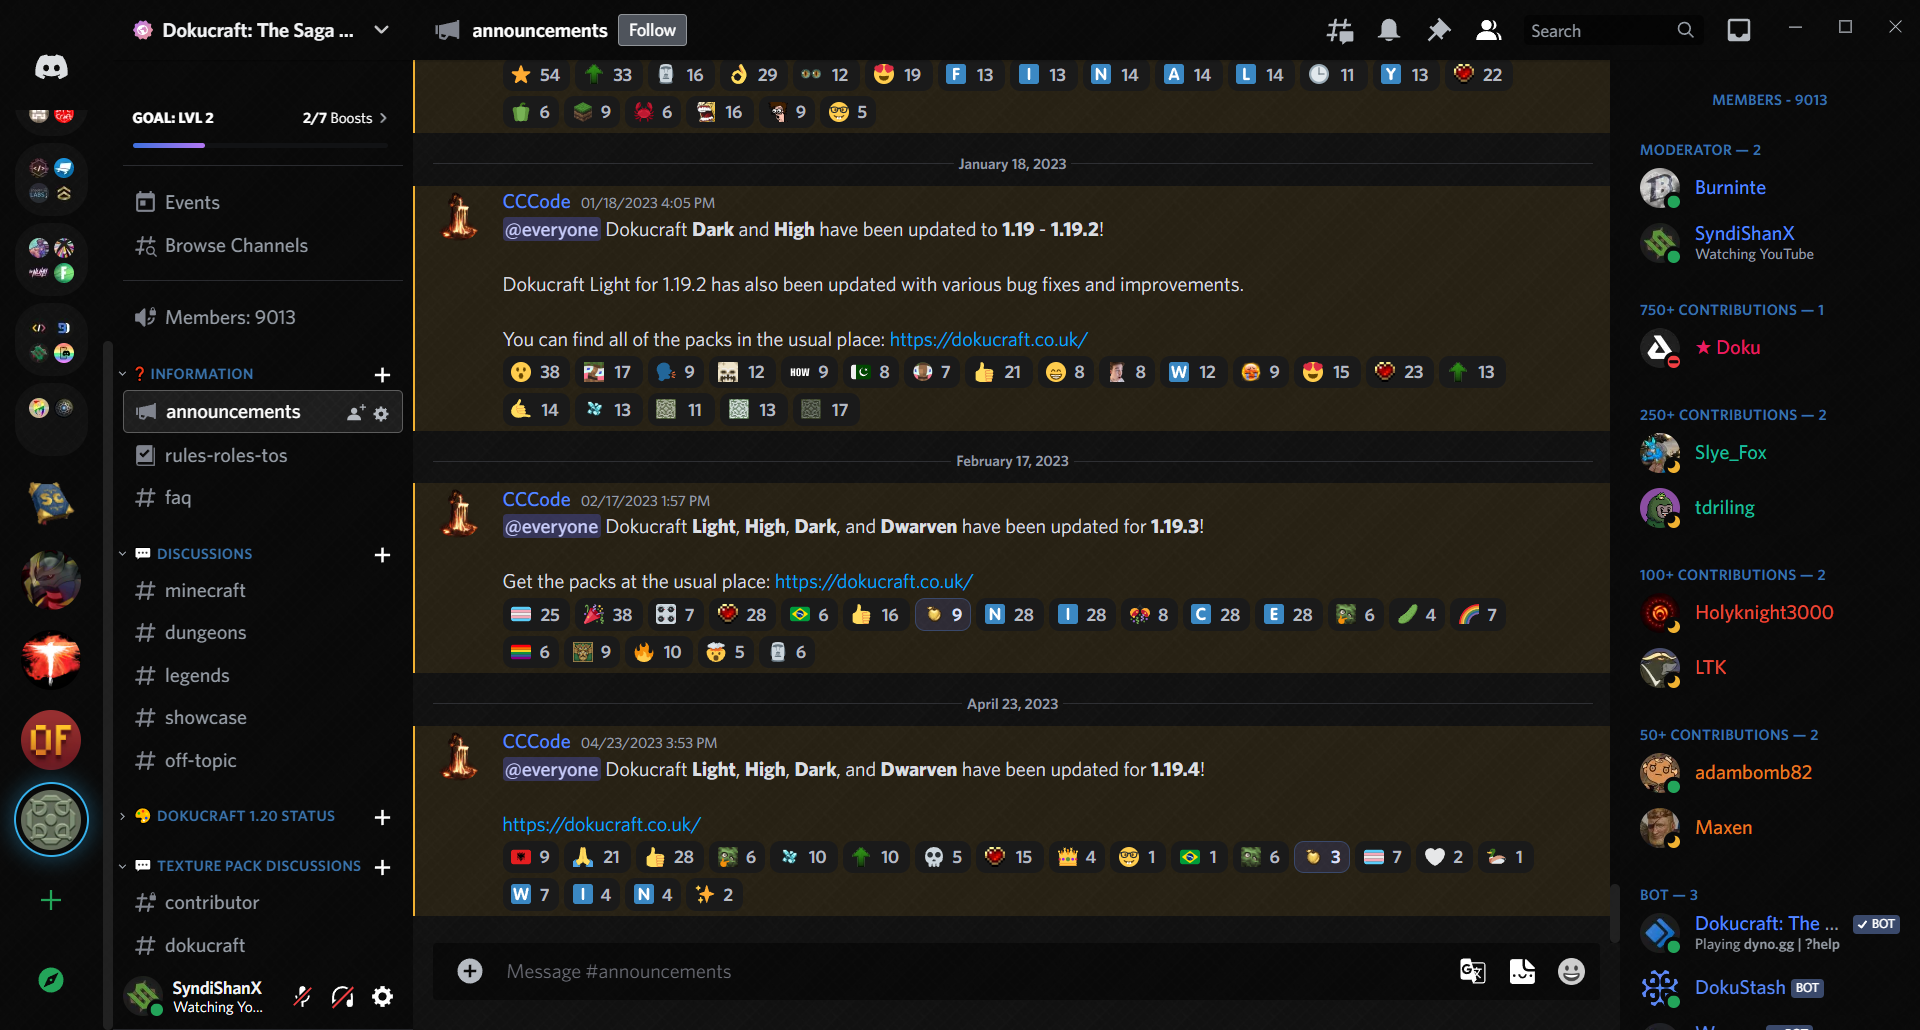 Dokucraft: The Saga ...
GOAL: LVL 2
2/7 Boosts
Events
Browse Channels
Members: 9013
INFORMATION
announcements
rules-roles-tos
faq
DISCUSSIONS
minecraft
dungeons
legends
showcase
off-topic
DOKUCRAFT 1.20 STATUS
TEXTURE PACK DISCUSSIONS
contributor
dokucraft
SyndiShanX
Watching Yo...
OF
announcements
Follow
Search
54 33 16 29 12 19 F 13 I 13 N 14 A 14 L 14 11 Y 13 22
6 9 6 16 9 5
January 18, 2023
CCCode 01/18/2023 4:05 PM
@everyone Dokucraft Dark and High have been updated to 1.19 - 1.19.2!
Dokucraft Light for 1.19.2 has also been updated with various bug fixes and improvements.
You can find all of the packs in the usual place: https://dokucraft.co.uk/
38 17 9 12 HOW 9 8 7 21 8 8 W 12 9 15 23 13
14 13 11 13 17
February 17, 2023
CCCode 02/17/2023 1:57 PM
@everyone Dokucraft Light, High, Dark, and Dwarven have been updated for 1.19.3!
Get the packs at the usual place: https://dokucraft.co.uk/
25 38 7 28 6 16 9 N 28 I 28 8 C 28 E 28 6 4 7
6 9 10 5 6
April 23, 2023
CCCode 04/23/2023 3:53 PM
@everyone Dokucraft Light, High, Dark, and Dwarven have been updated for 1.19.4!
https://dokucraft.co.uk/
9 21 28 6 10 10 5 15 4 1 1 6 3 7 2 1
W 7 I 4 N 4 2
Message #announcements
MEMBERS - 9013
MODERATOR — 2
Burninte
SyndiShanX
Watching YouTube
750+ CONTRIBUTIONS — 1
★ Doku
250+ CONTRIBUTIONS — 2
Slye_Fox
tdriling
100+ CONTRIBUTIONS — 2
Holyknight3000
LTK
50+ CONTRIBUTIONS — 2
adambomb82
Maxen
BOT — 3
Dokucraft: The ... ✓ BOT
Playing dyno.gg | ?help
DokuStash BOT